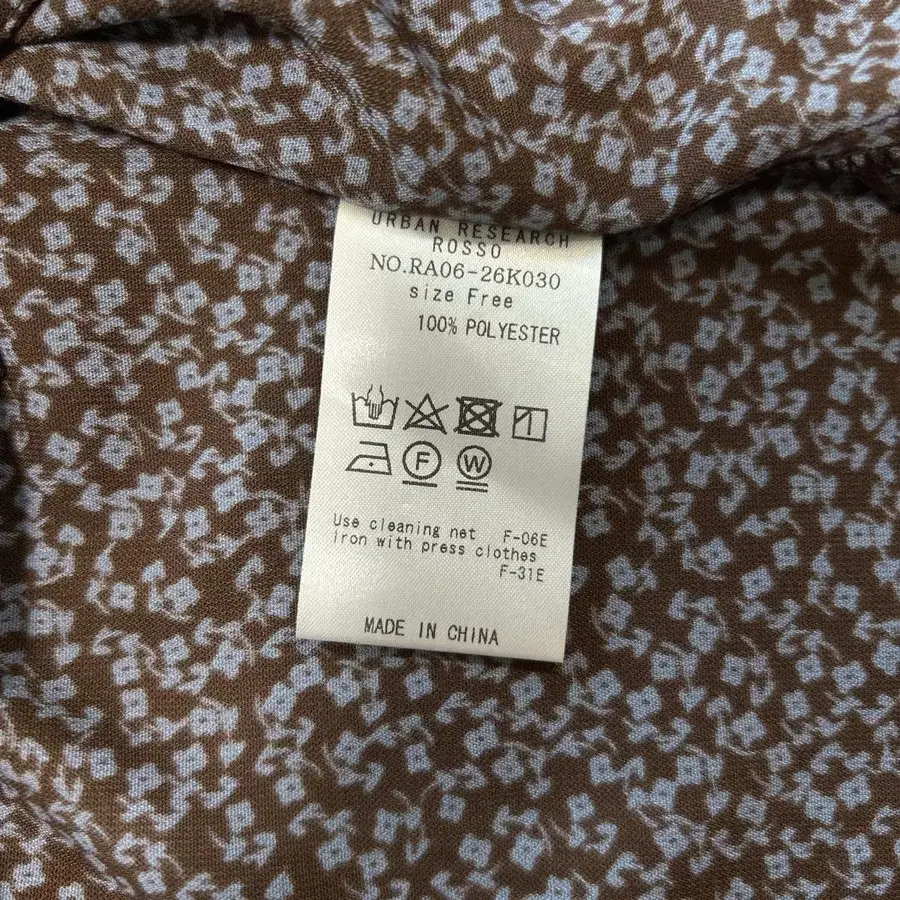 URBAN RESEARCH
ROSSO
NO.RA06-26K030
size Free
100% POLYESTER
F W
Use cleaning net F-06E
iron with press clothes
F-31E
MADE IN CHINA